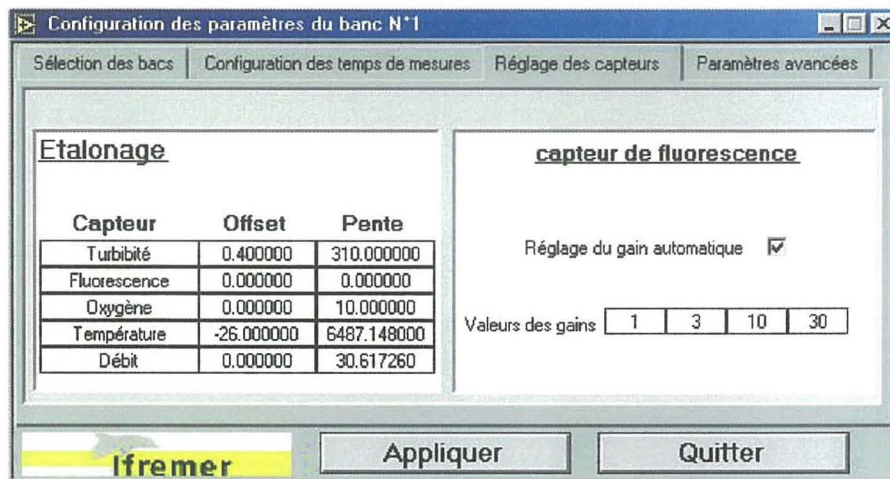 Configuration des paramètres du banc N°1
Sélection des bacs Configuration des temps de mesures Réglage des capteurs Paramètres avancées
Etalonage
Capteur Offset Pente
Turbibité 0.400000 310.000000
Fluorescence 0.000000 0.000000
Oxygène 0.000000 10.000000
Température -26.000000 6487.148000
Débit 0.000000 30.617260
capteur de fluorescence
Réglage du gain automatique
Valeurs des gains 1 3 10 30
Ifremer
Appliquer
Quitter